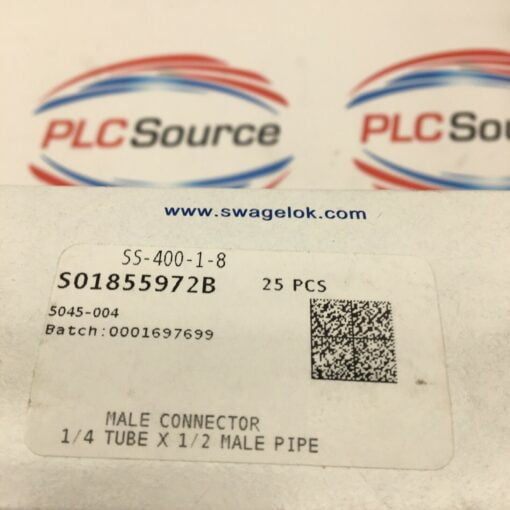 PLCSource PLCSou
www.swagelok.com
SS-400-1-8
S01855972B 25 PCS
5045-004
Batch:0001697699
MALE CONNECTOR
1/4 TUBE X 1/2 MALE PIPE